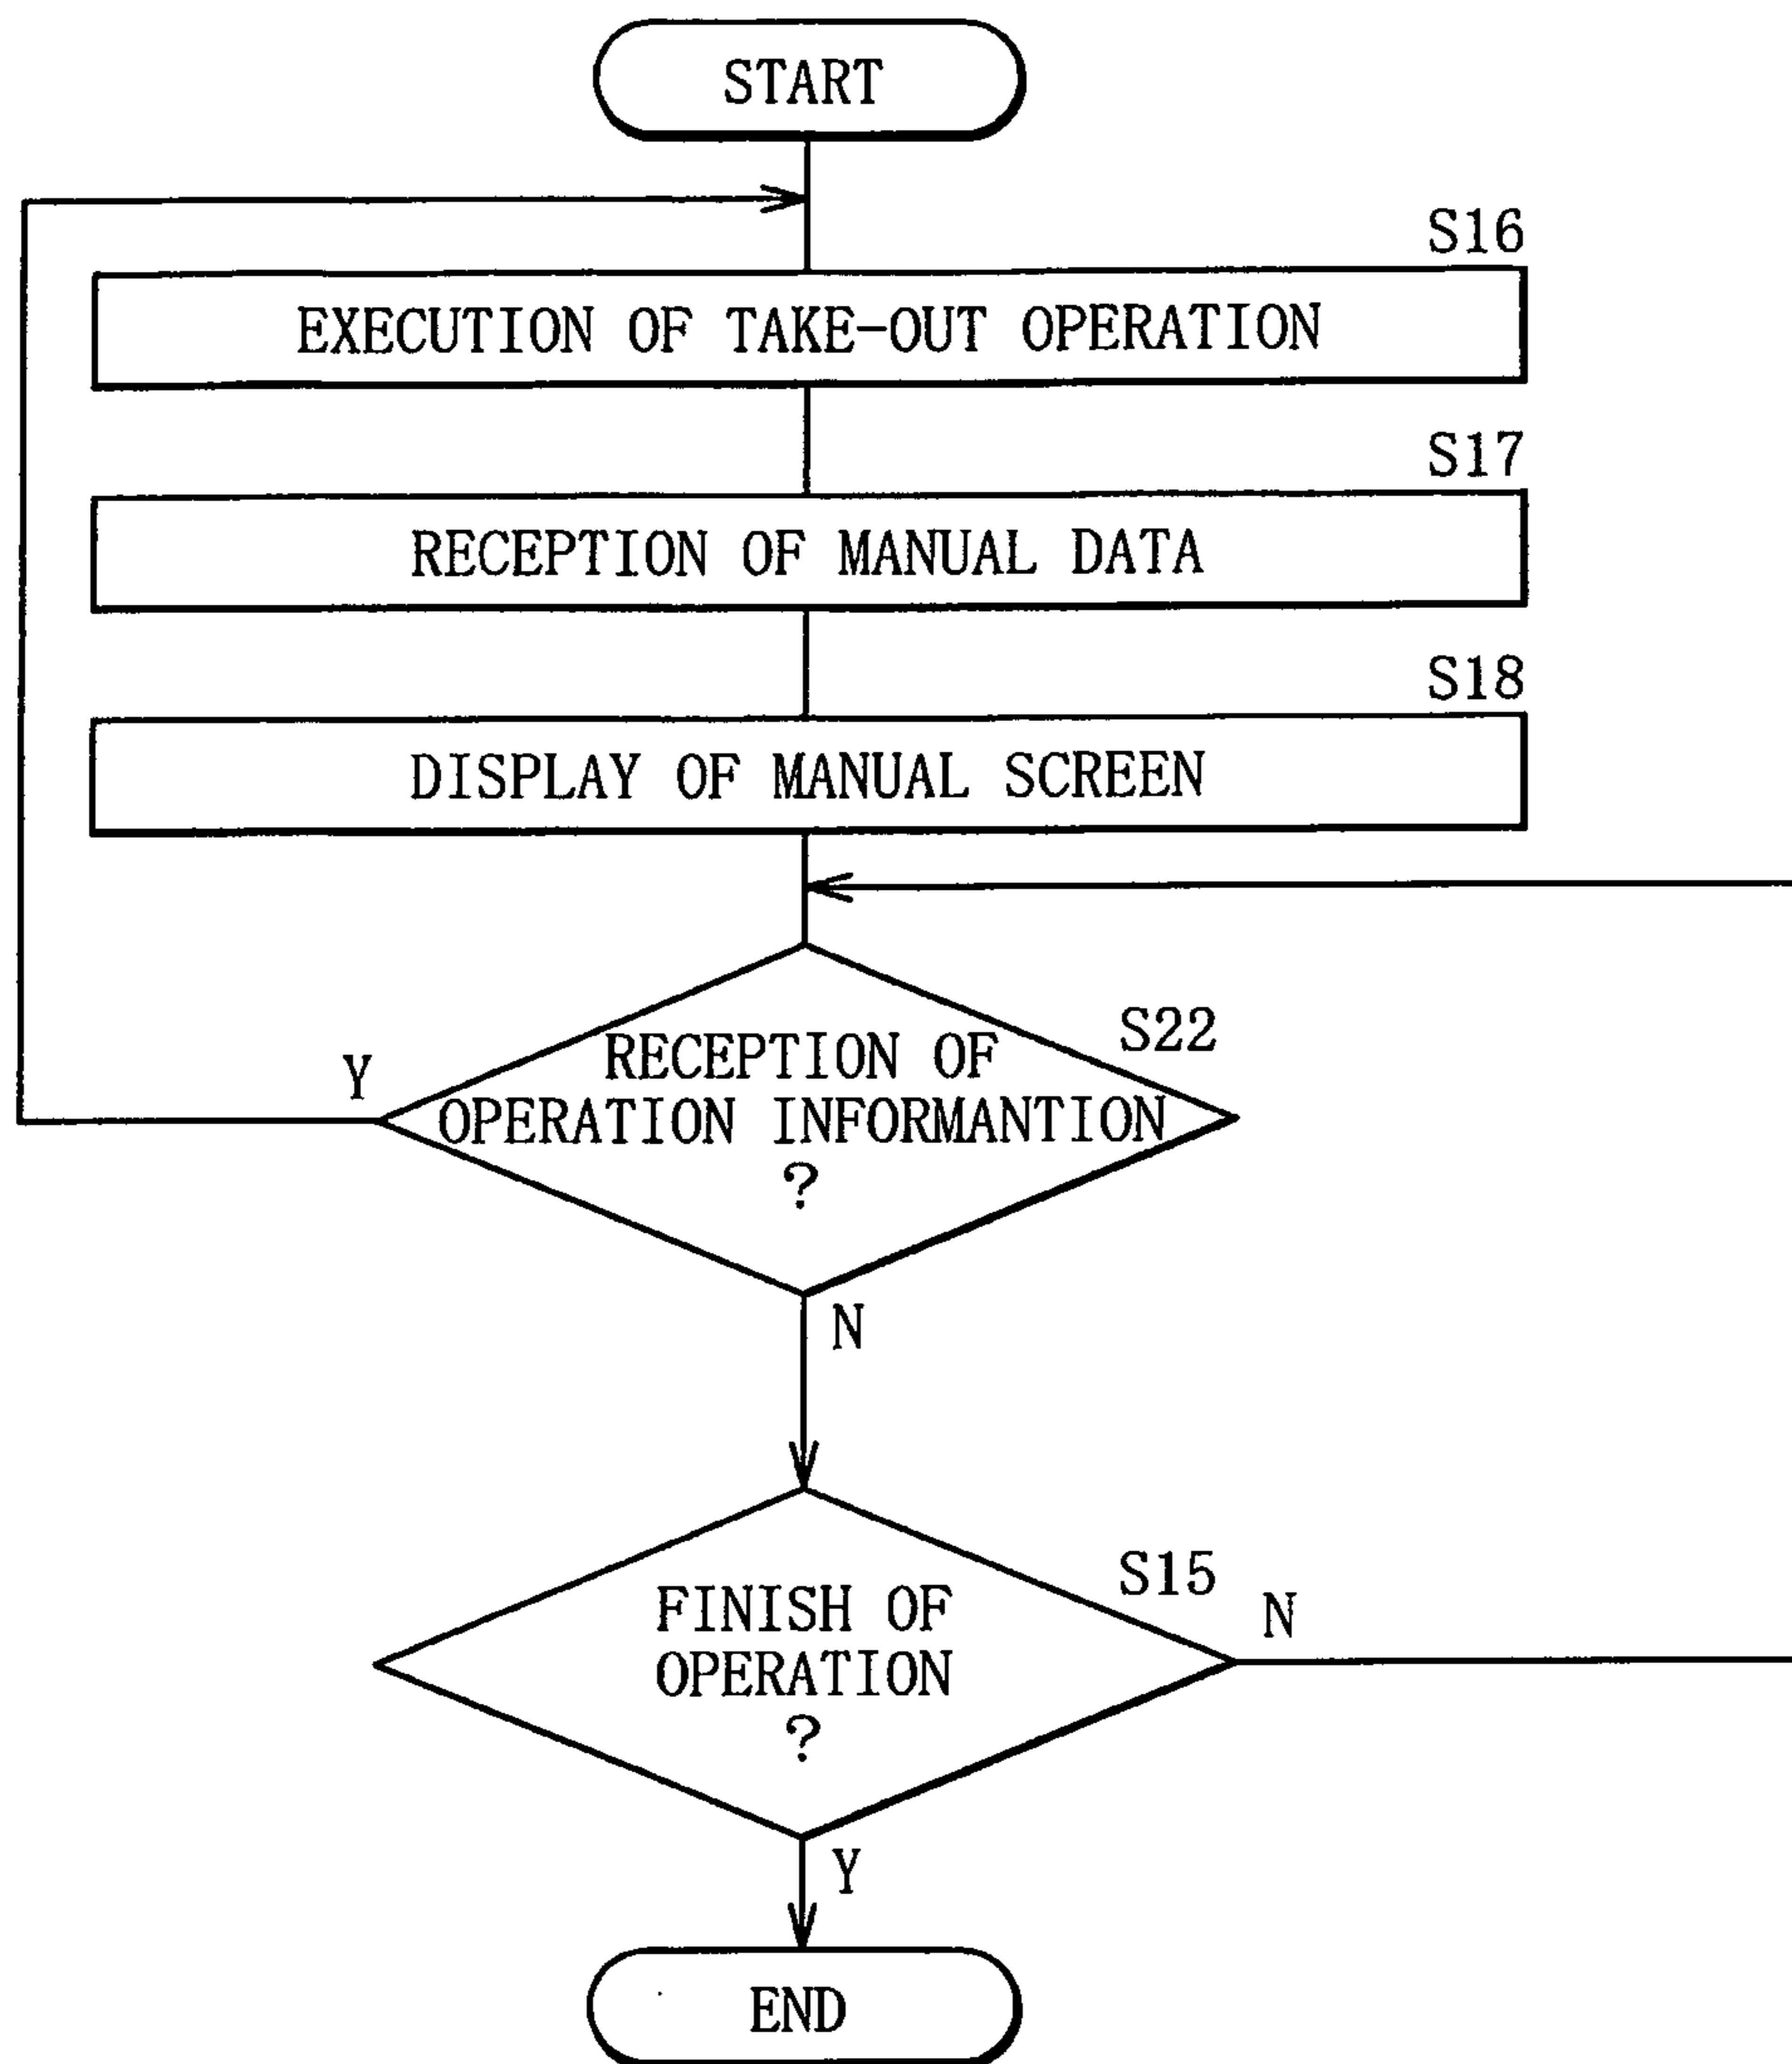 START
S16
EXECUTION OF TAKE-OUT OPERATION
S17
RECEPTION OF MANUAL DATA
S18
DISPLAY OF MANUAL SCREEN
S22
Y
RECEPTION OF
OPERATION INFORMANTION
?
N
S15
N
FINISH OF
OPERATION
?
Y
END